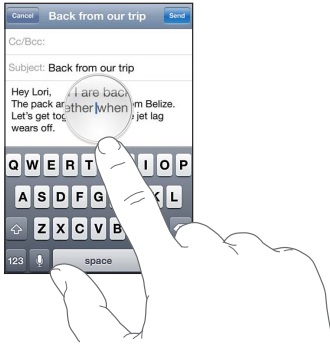 Cancel Back from our trip Send
Cc/Bcc:
Subject: Back from our trip
Hey Lori,
I are back
The pack an m Belize.
ether when
Let's get tog e jet lag
wears off.
Q W E R T I O P
A S D F G K L
Z X C V B
123 space